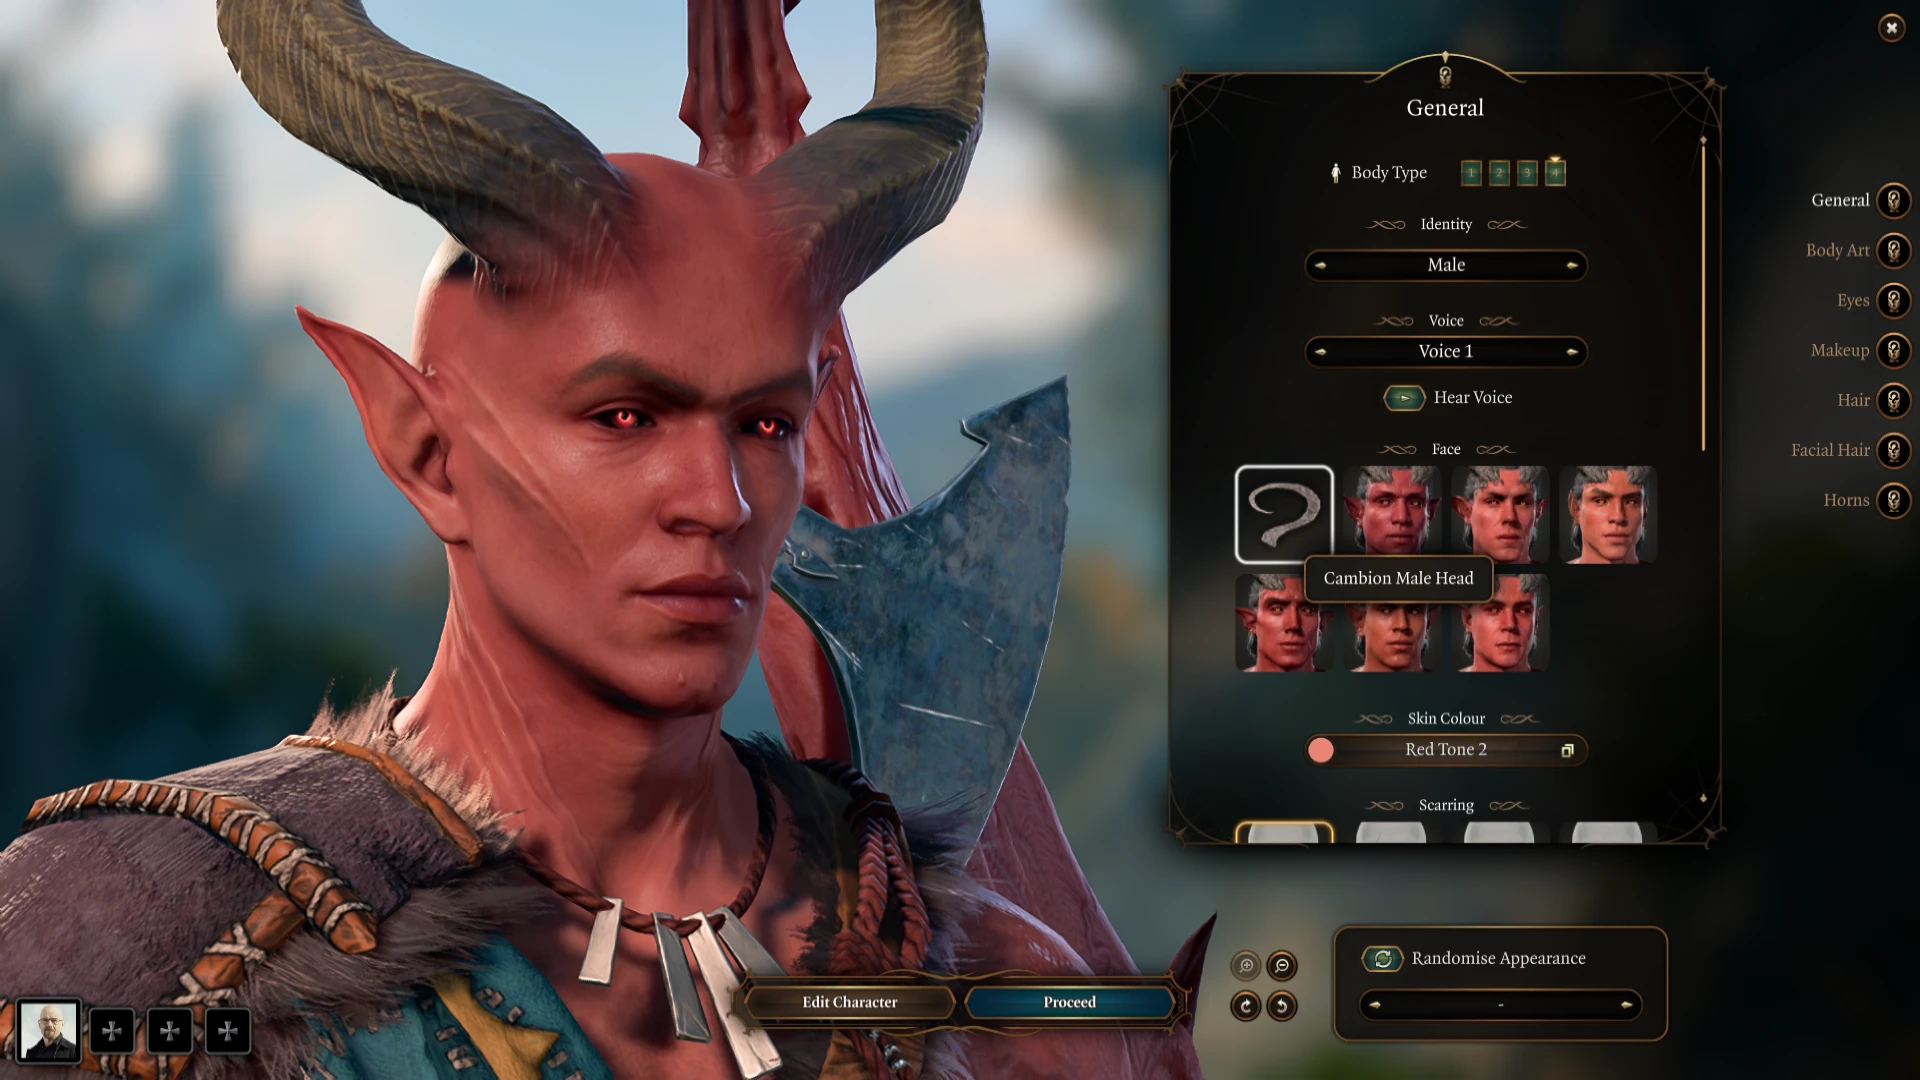 General
Body Type 1 2 3 4
Identity
Male
Voice
Voice 1
Hear Voice
Face
Cambion Male Head
Skin Colour
Red Tone 2
Scarring
General
Body Art
Eyes
Makeup
Hair
Facial Hair
Horns
Edit Character
Proceed
Randomise Appearance
-